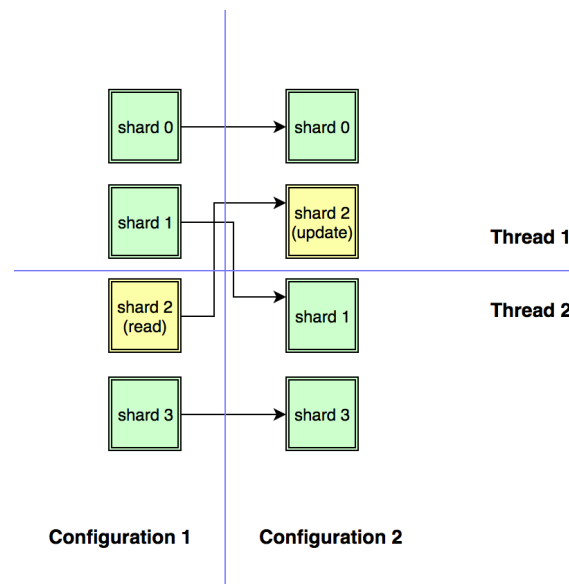 shard 0
shard 0
shard 1
shard 2
(update)
Thread 1
shard 2
(read)
shard 1
Thread 2
shard 3
shard 3
Configuration 1
Configuration 2